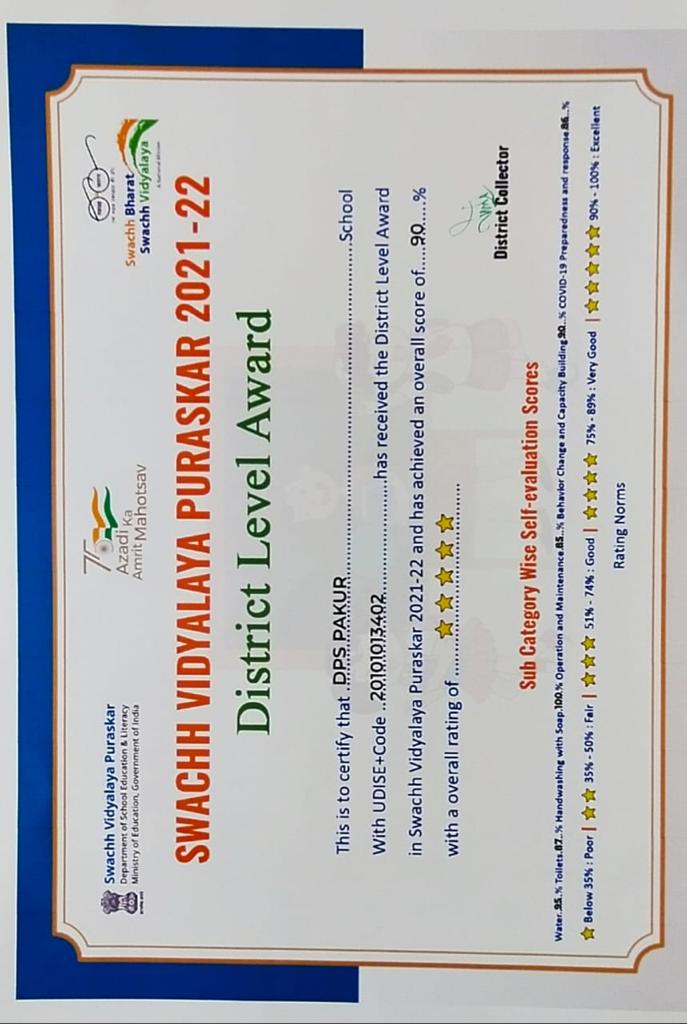 Swachh Vidyalaya Puraskar
Department of School Education & Literacy
Ministry of Education, Government of India
75
Azadi Ka
Amrit Mahotsav
Swachh Bharat
Swachh Vidyalaya
A National Mission
SWACHH VIDYALAYA PURASKAR 2021-22
District Level Award
This is to certify that ..DPS PAKUR..........School
With UDISE+Code ..20101013402..........has received the District Level Award
in Swachh Vidyalaya Puraskar 2021-22 and has achieved an overall score of....90.....%
with a overall rating of ..........
District Collector
Sub Category Wise Self-evaluation Scores
Water..95..% Toilets.87..% Handwashing with Soap.100.% Operation and Maintenance.85..% Behavior Change and Capacity Building.90..% COVID-19 Preparedness and response.86..%
Below 35% : Poor | 35% - 50% : Fair | 51% - 74% : Good | 75% - 89% : Very Good | 90% - 100% : Excellent
Rating Norms